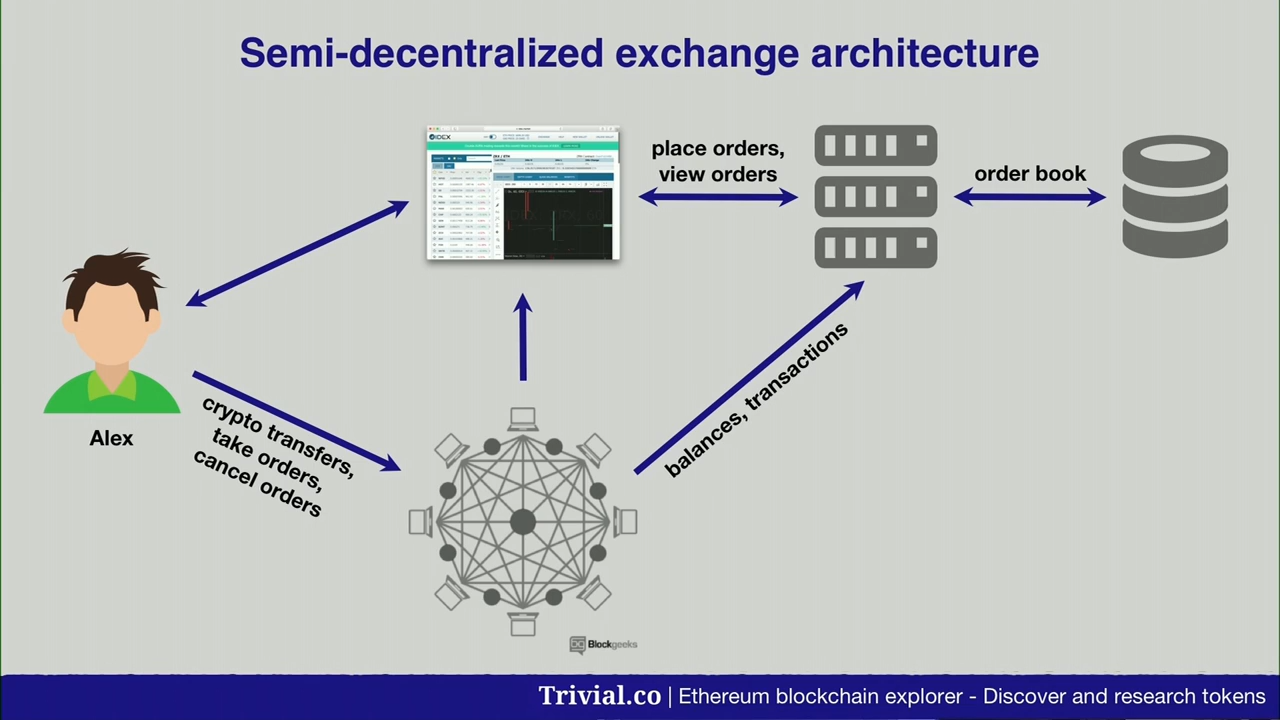 Semi-decentralized exchange architecture
IDEX
place orders,
view orders
order book
Alex
crypto transfers,
take orders,
cancel orders
balances, transactions
Blockgeeks
Trivial.co | Ethereum blockchain explorer - Discover and research tokens